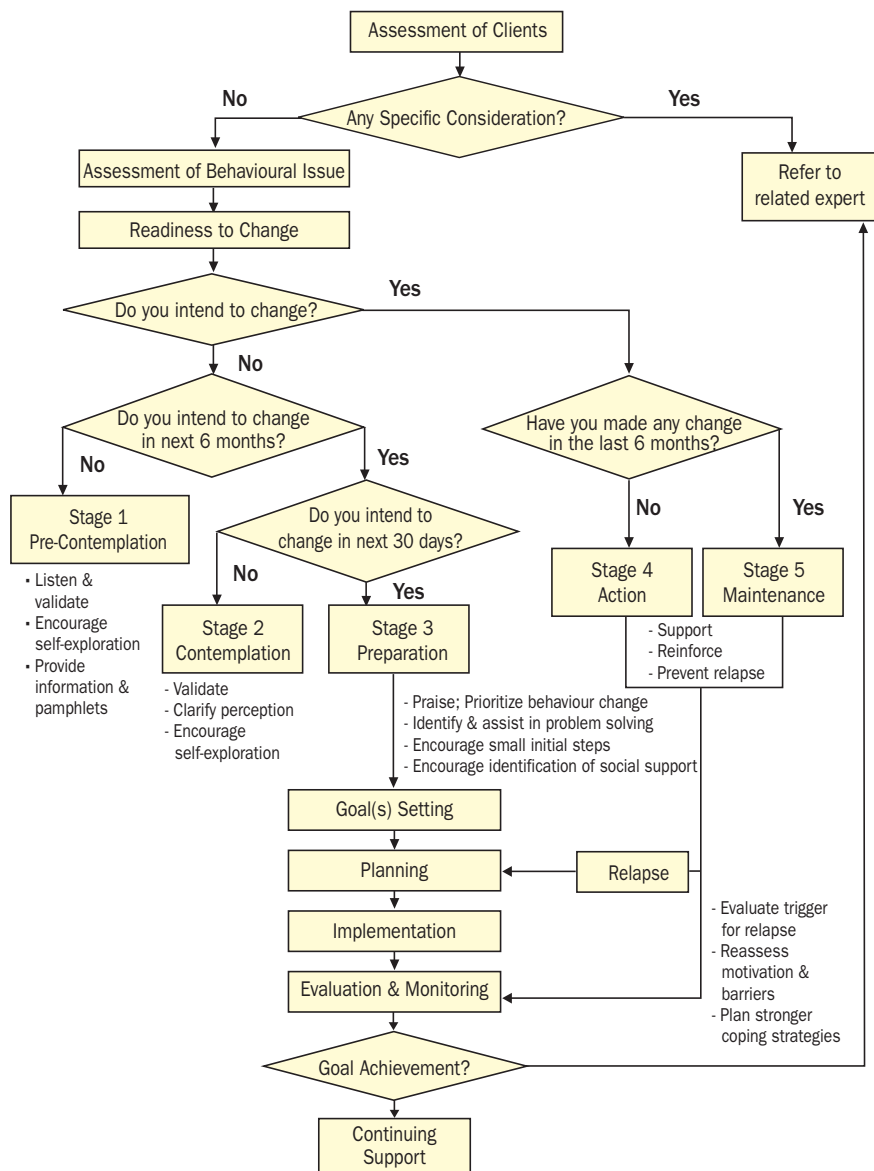 Assessment of Clients
No
Yes
Any Specific Consideration?
Assessment of Behavioural Issue
Refer to
related expert
Readiness to Change
Yes
Do you intend to change?
No
Do you intend to change
in next 6 months?
Have you made any change
in the last 6 months?
No
Yes
No
Yes
Stage 1
Pre-Contemplation
Do you intend to
change in next 30 days?
▪ Listen &
validate
▪ Encourage
self-exploration
▪ Provide
information &
pamphlets
No
Yes
Stage 4
Action
Stage 5
Maintenance
Stage 2
Contemplation
Stage 3
Preparation
- Support
- Reinforce
- Prevent relapse
- Validate
- Clarify perception
- Encourage
self-exploration
- Praise; Prioritize behaviour change
- Identify & assist in problem solving
- Encourage small initial steps
- Encourage identification of social support
Goal(s) Setting
Planning
Relapse
Implementation
- Evaluate trigger
for relapse
- Reassess
motivation &
barriers
- Plan stronger
coping strategies
Evaluation & Monitoring
Goal Achievement?
Continuing
Support